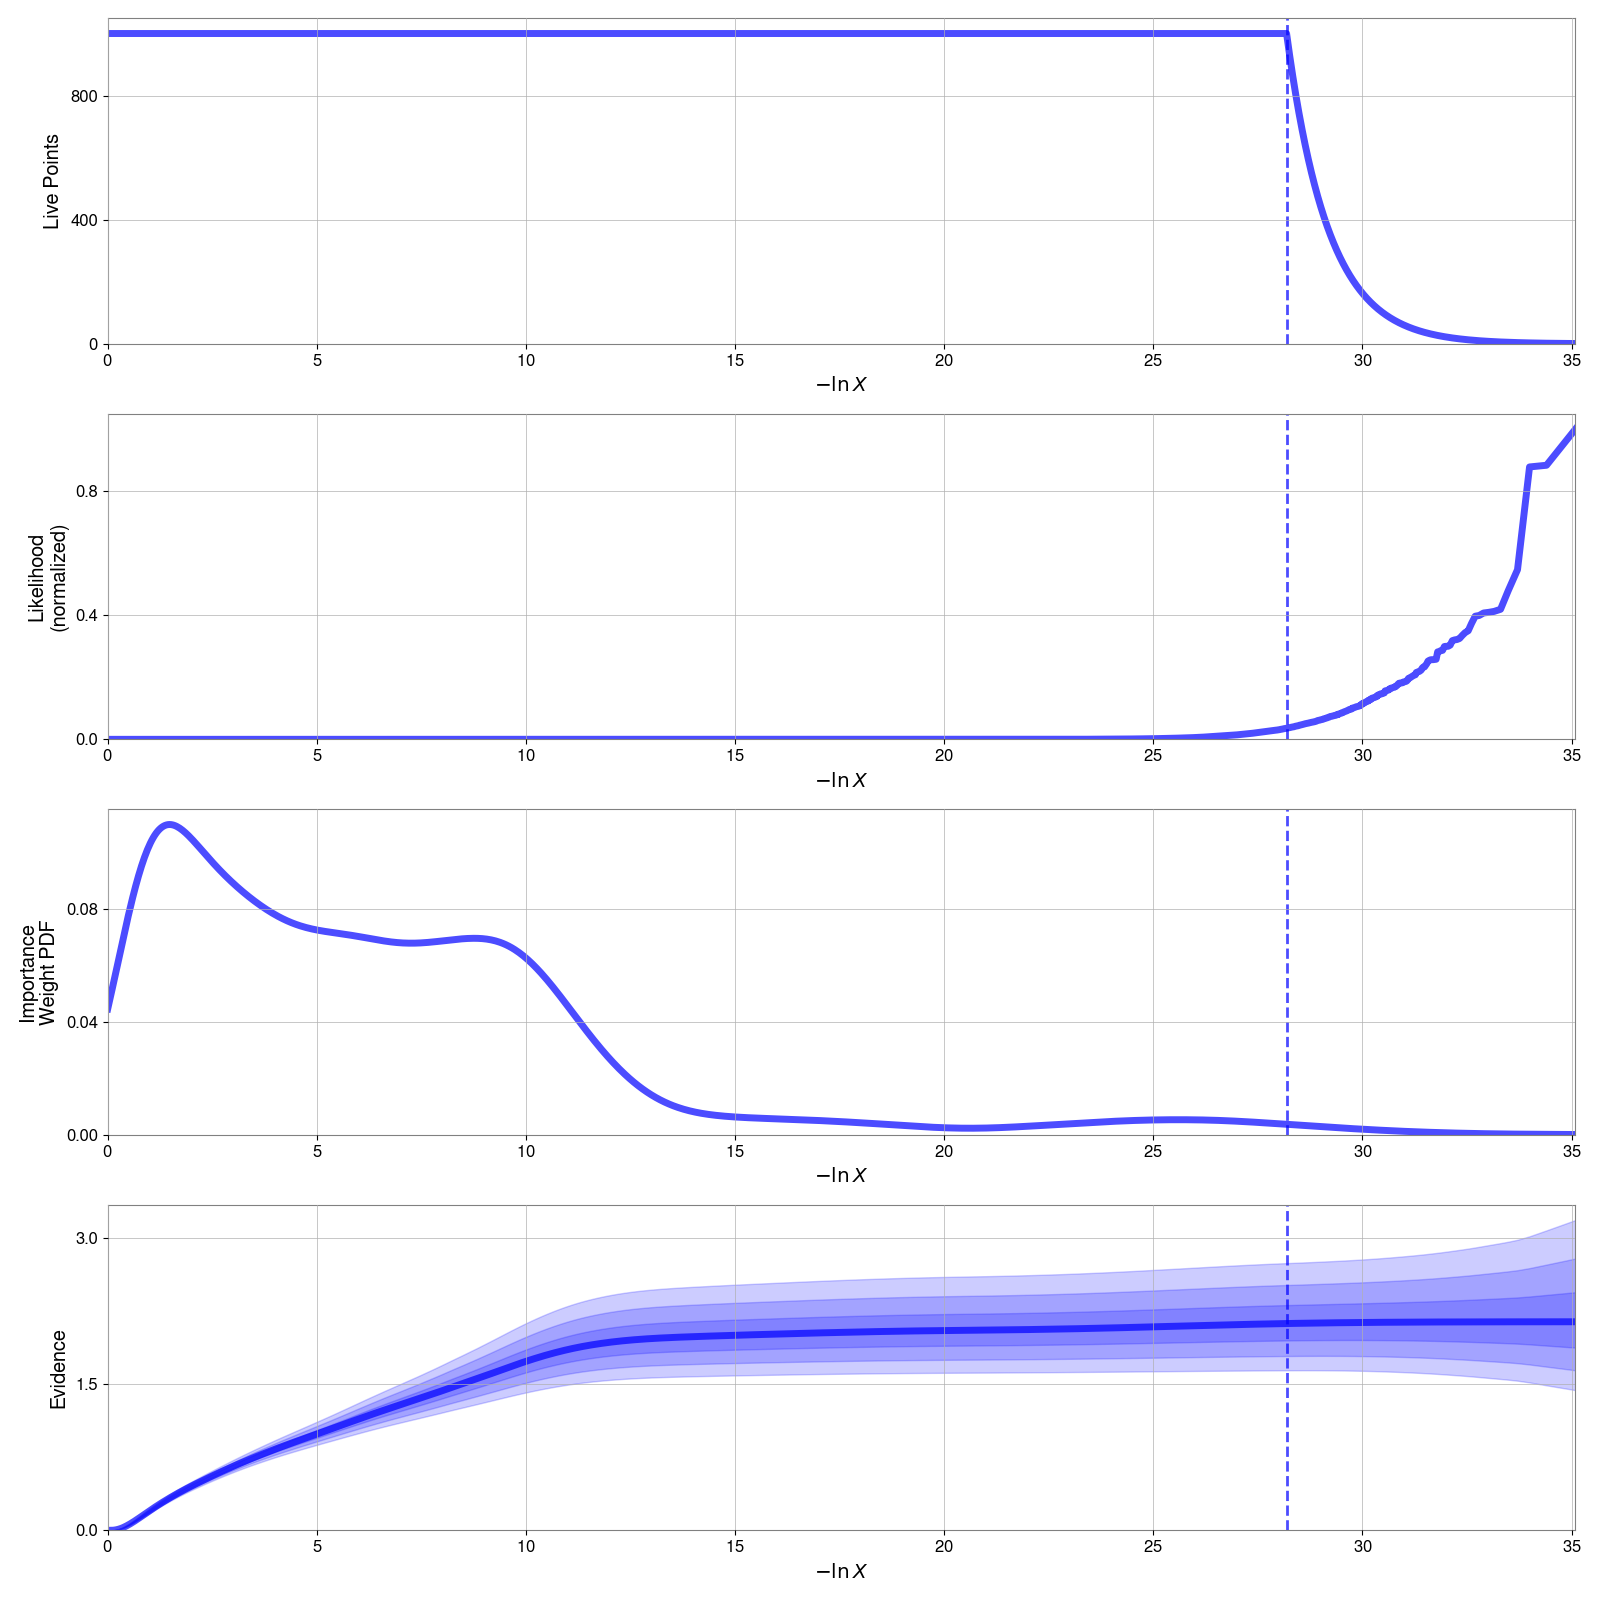 800
400
0
Live Points
0 5 10 15 20 25 30 35
−ln X
0.8
0.4
0.0
Likelihood
(normalized)
0 5 10 15 20 25 30 35
−ln X
0.08
0.04
0.00
Importance
Weight PDF
0 5 10 15 20 25 30 35
−ln X
3.0
1.5
0.0
Evidence
0 5 10 15 20 25 30 35
−ln X